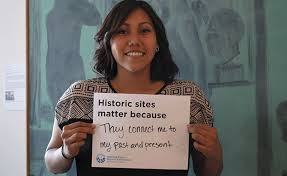 Historic sites
matter because
They connect me to
my past and present